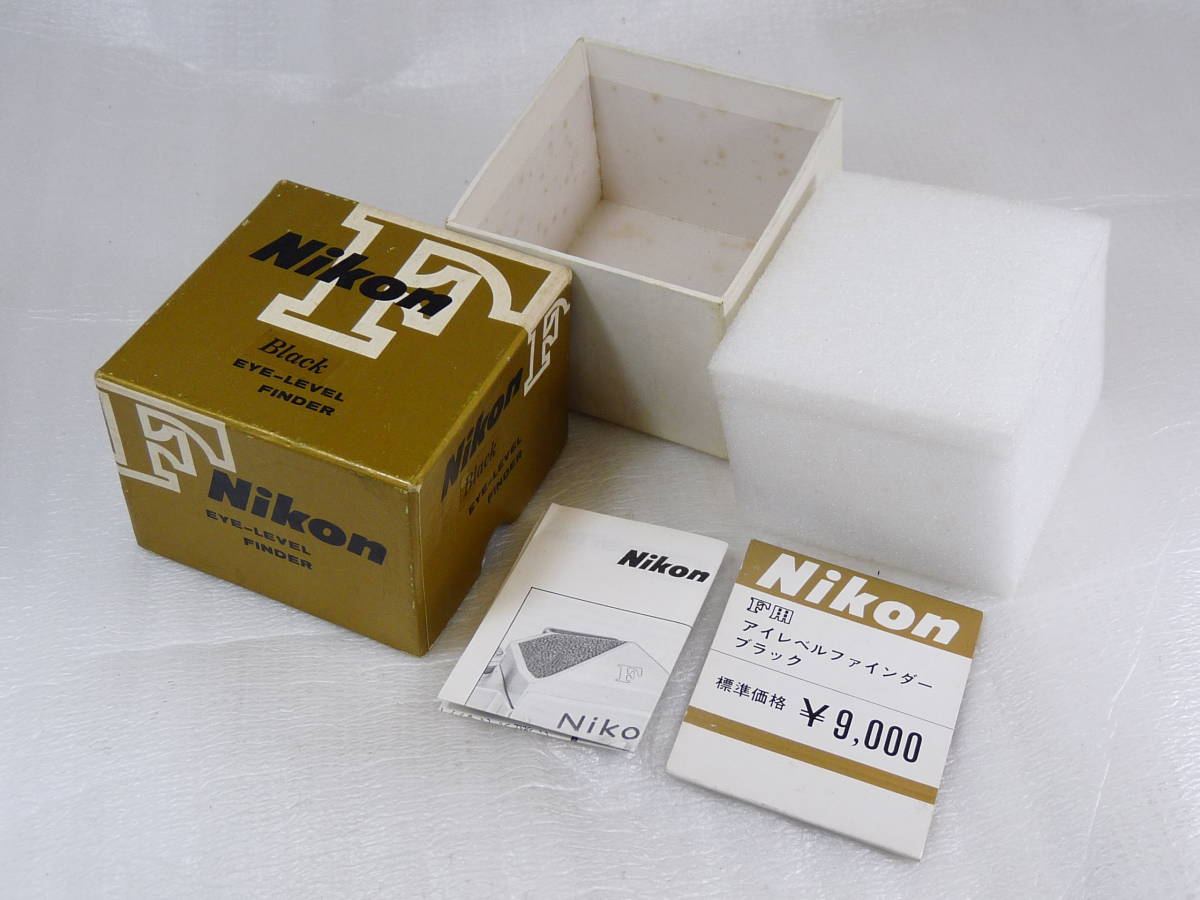 F
Nikon
Black
EYE-LEVEL
FINDER
F
Nikon
EYE-LEVEL
FINDER
F
Nikon
Black
EYE-LEVEL
FINDER
Nikon
F
Niko
Nikon
F用
アイレベルファインダー
ブラック
標準価格 ¥9,000